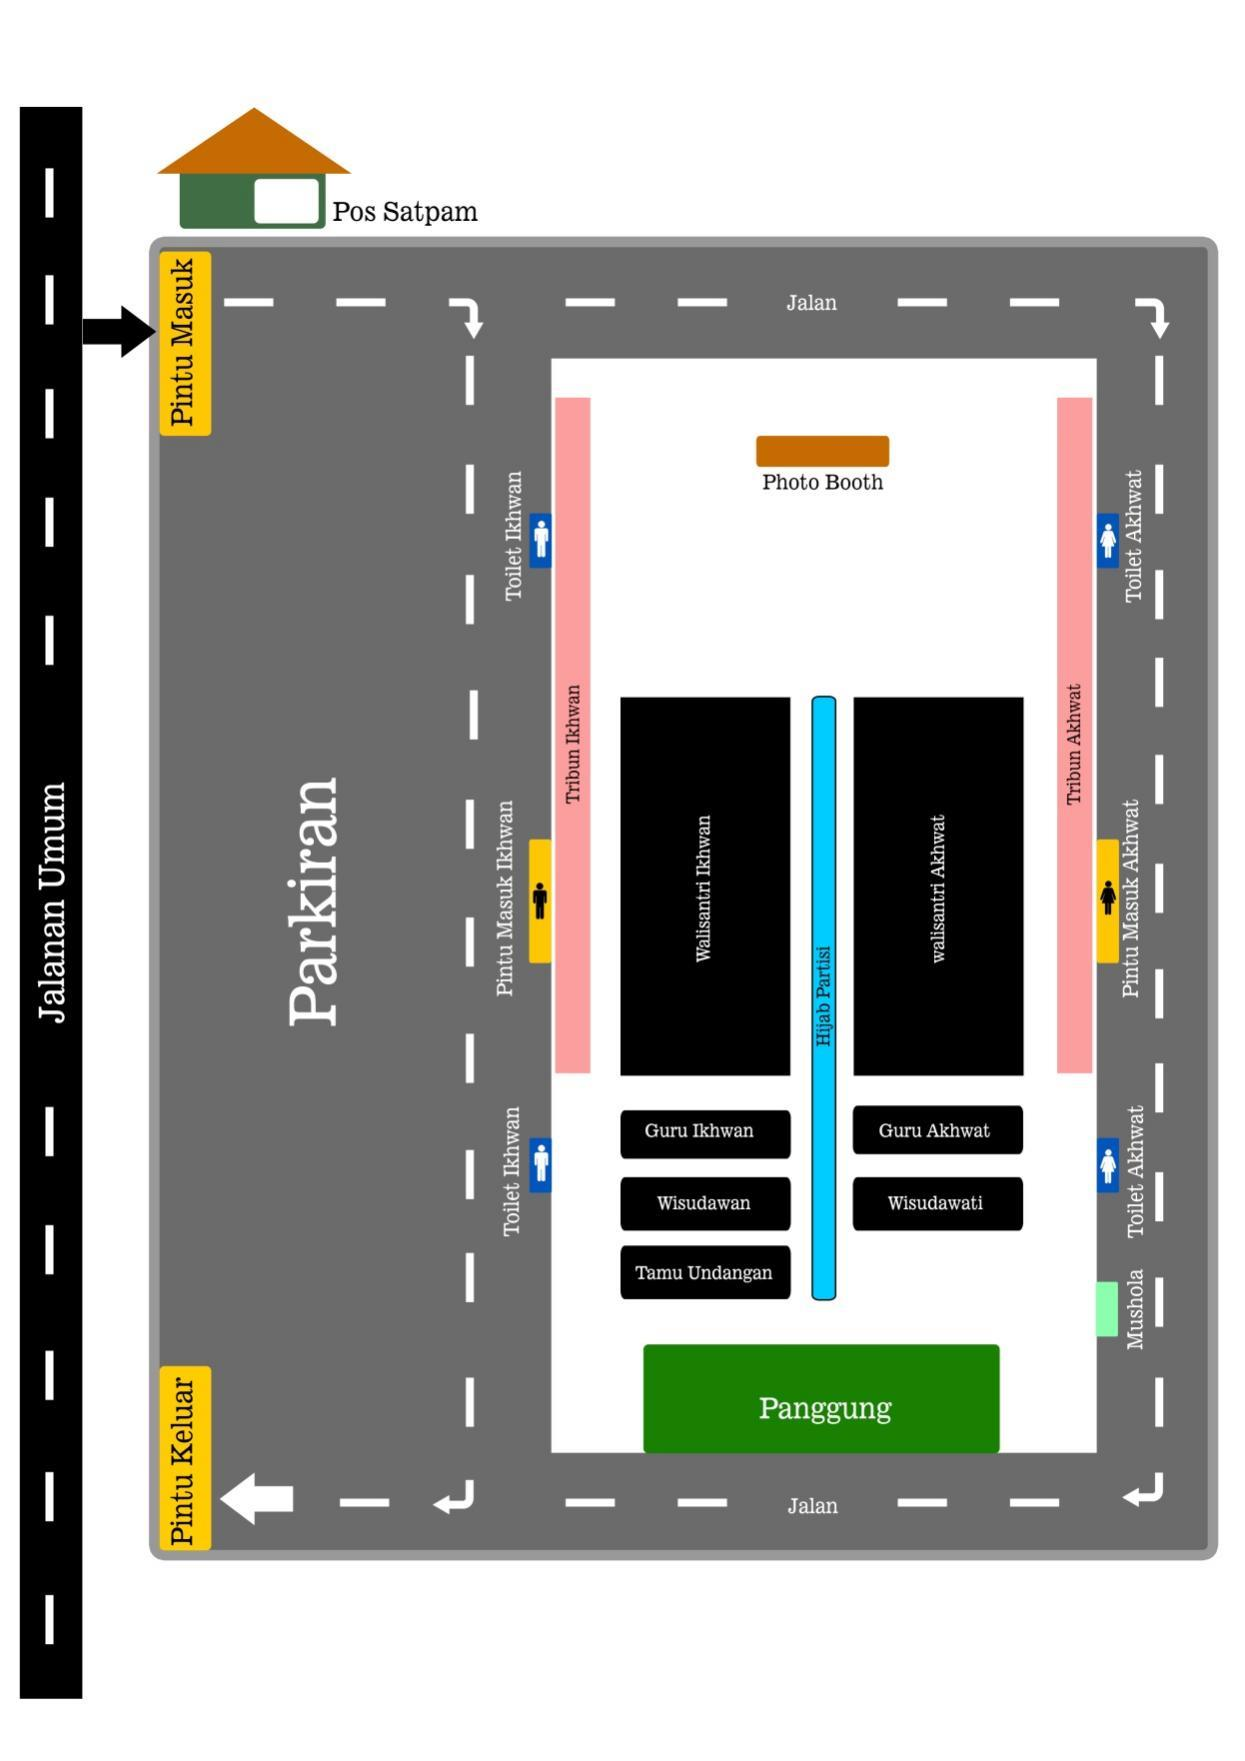 Pos Satpam
Pintu Masuk
Jalan
Photo Booth
Toilet Ikhwan
Toilet Akhwat
Tribun Ikhwan
Tribun Akhwat
Jalanan Umum
Parkiran
Pintu Masuk Ikhwan
Walisantri Ikhwan
walisantri Akhwat
Pintu Masuk Akhwat
Hijab Partisi
Guru Ikhwan
Guru Akhwat
Toilet Ikhwan
Toilet Akhwat
Wisudawan
Wisudawati
Tamu Undangan
Mushola
Panggung
Pintu Keluar
Jalan